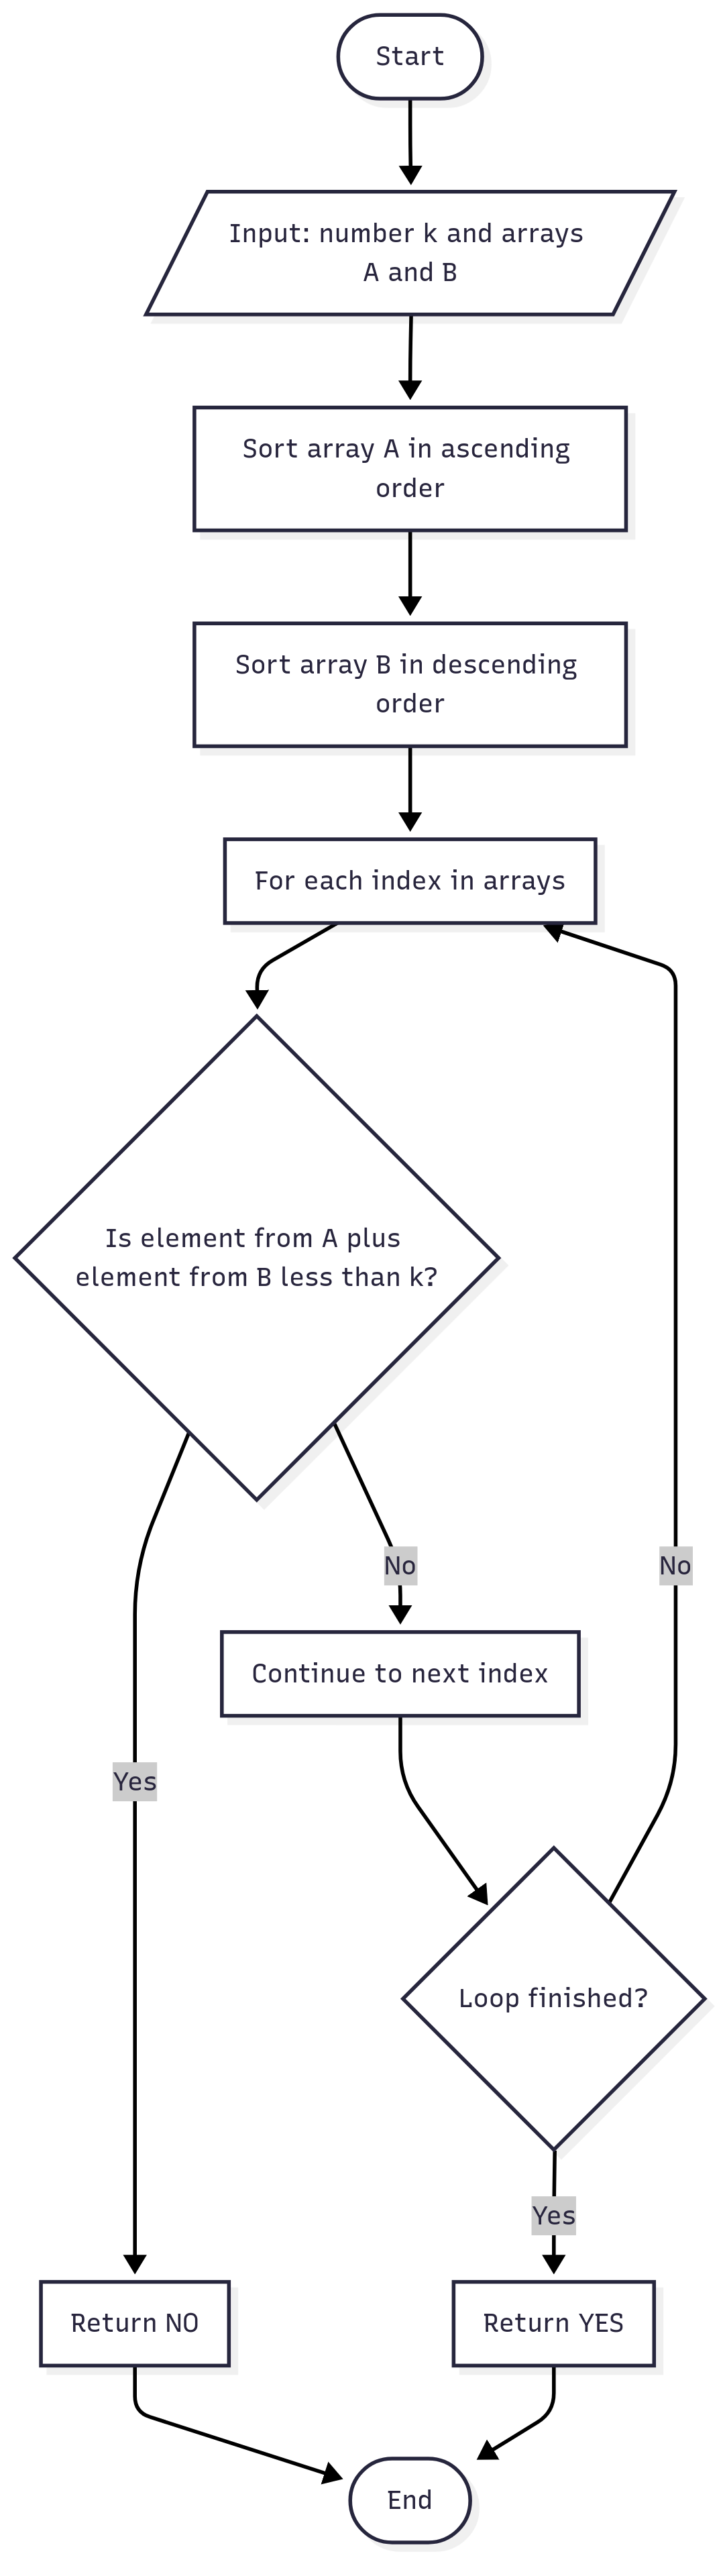 Start
Input: number k and arrays
A and B
Sort array A in ascending
order
Sort array B in descending
order
For each index in arrays
Is element from A plus
element from B less than k?
No
No
Continue to next index
Yes
Loop finished?
Yes
Return NO
Return YES
End